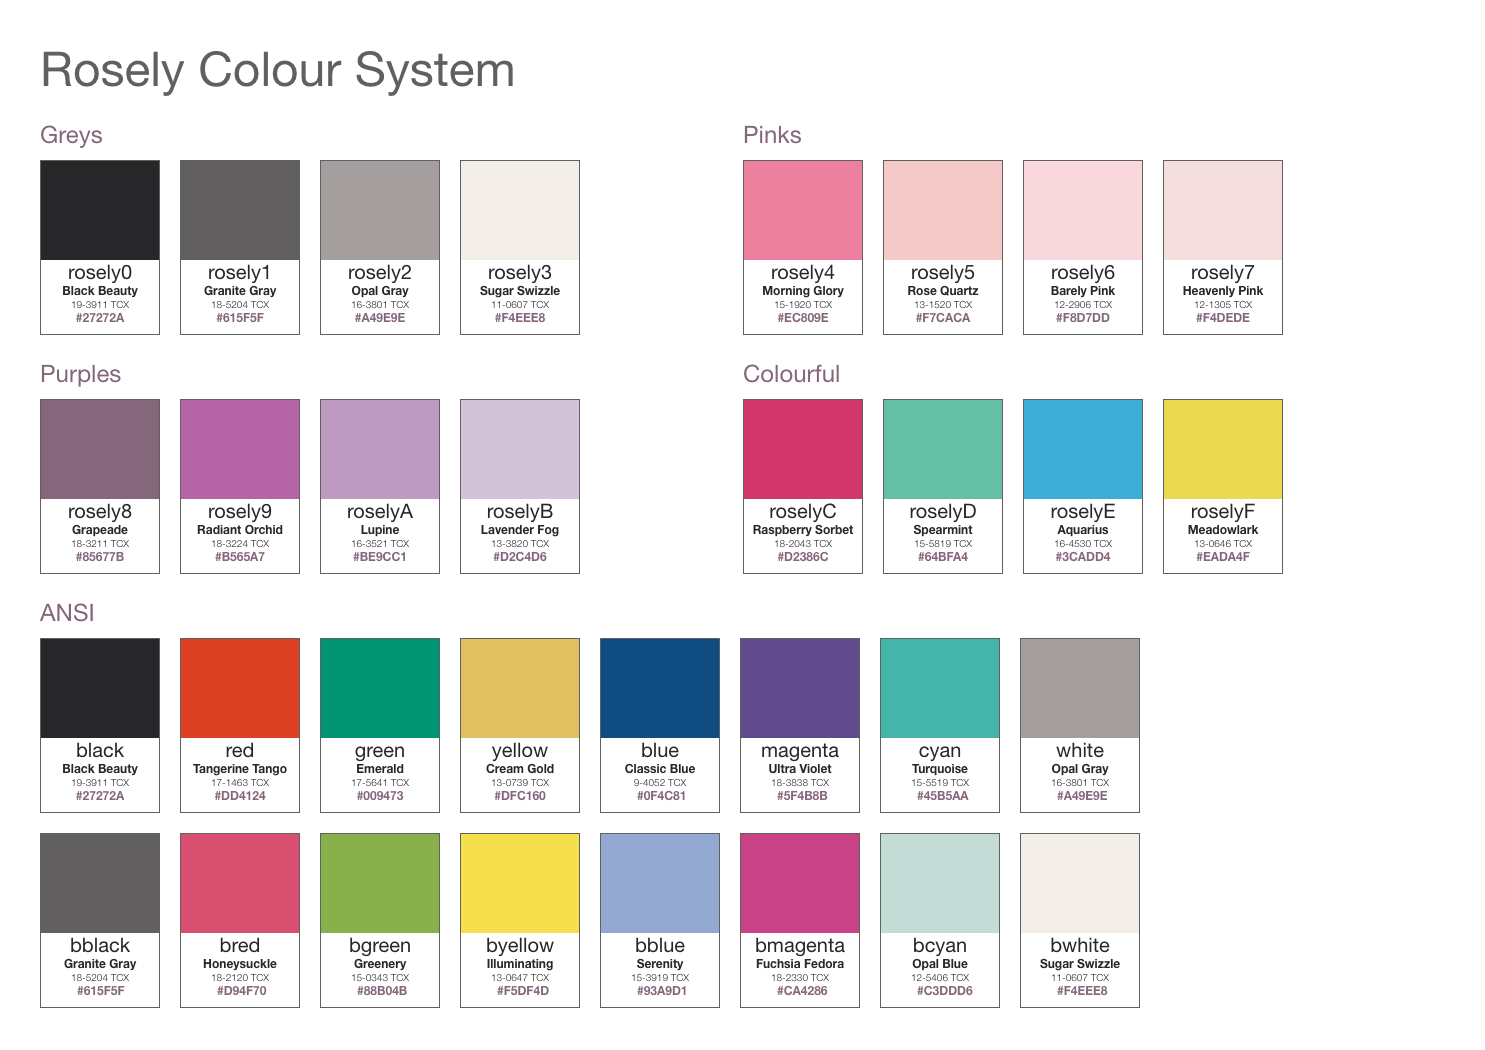 Rosely Colour System
Greys
rosely0
Black Beauty
19-3911 TCX
#27272A
rosely1
Granite Gray
18-5204 TCX
#615F5F
rosely2
Opal Gray
16-3801 TCX
#A49E9E
rosely3
Sugar Swizzle
11-0607 TCX
#F4EEE8
Pinks
rosely4
Morning Glory
15-1920 TCX
#EC809E
rosely5
Rose Quartz
13-1520 TCX
#F7CACA
rosely6
Barely Pink
12-2906 TCX
#F8D7DD
rosely7
Heavenly Pink
12-1305 TCX
#F4DEDE
Purples
rosely8
Grapeade
18-3211 TCX
#85677B
rosely9
Radiant Orchid
18-3224 TCX
#B565A7
roselyA
Lupine
16-3521 TCX
#BE9CC1
roselyB
Lavender Fog
13-3820 TCX
#D2C4D6
Colourful
roselyC
Raspberry Sorbet
18-2043 TCX
#D2386C
roselyD
Spearmint
15-5819 TCX
#64BFA4
roselyE
Aquarius
16-4530 TCX
#3CADD4
roselyF
Meadowlark
13-0646 TCX
#EADA4F
ANSI
black
Black Beauty
19-3911 TCX
#27272A
red
Tangerine Tango
17-1463 TCX
#DD4124
green
Emerald
17-5641 TCX
#009473
yellow
Cream Gold
13-0739 TCX
#DFC160
blue
Classic Blue
9-4052 TCX
#0F4C81
magenta
Ultra Violet
18-3838 TCX
#5F4B8B
cyan
Turquoise
15-5519 TCX
#45B5AA
white
Opal Gray
16-3801 TCX
#A49E9E
bblack
Granite Gray
18-5204 TCX
#615F5F
bred
Honeysuckle
18-2120 TCX
#D94F70
bgreen
Greenery
15-0343 TCX
#88B04B
byellow
Illuminating
13-0647 TCX
#F5DF4D
bblue
Serenity
15-3919 TCX
#93A9D1
bmagenta
Fuchsia Fedora
18-2330 TCX
#CA4286
bcyan
Opal Blue
12-5406 TCX
#C3DDD6
bwhite
Sugar Swizzle
11-0607 TCX
#F4EEE8